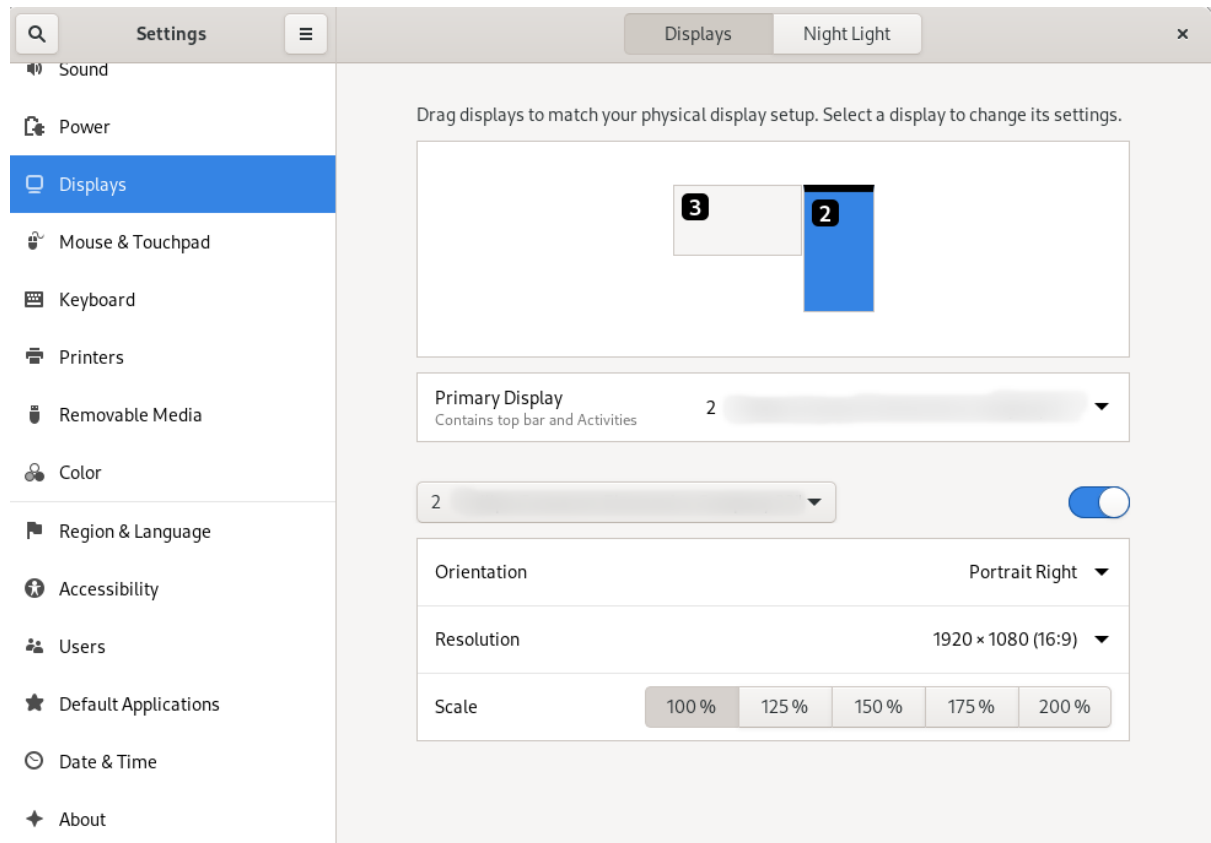 Settings
Displays
Night Light
Sound
Power
Displays
Mouse & Touchpad
Keyboard
Printers
Removable Media
Color
Region & Language
Accessibility
Users
Default Applications
Date & Time
About
Drag displays to match your physical display setup. Select a display to change its settings.
3
2
Primary Display
Contains top bar and Activities
2
2
Orientation
Portrait Right
Resolution
1920 × 1080 (16:9)
Scale
100 %
125 %
150 %
175 %
200 %